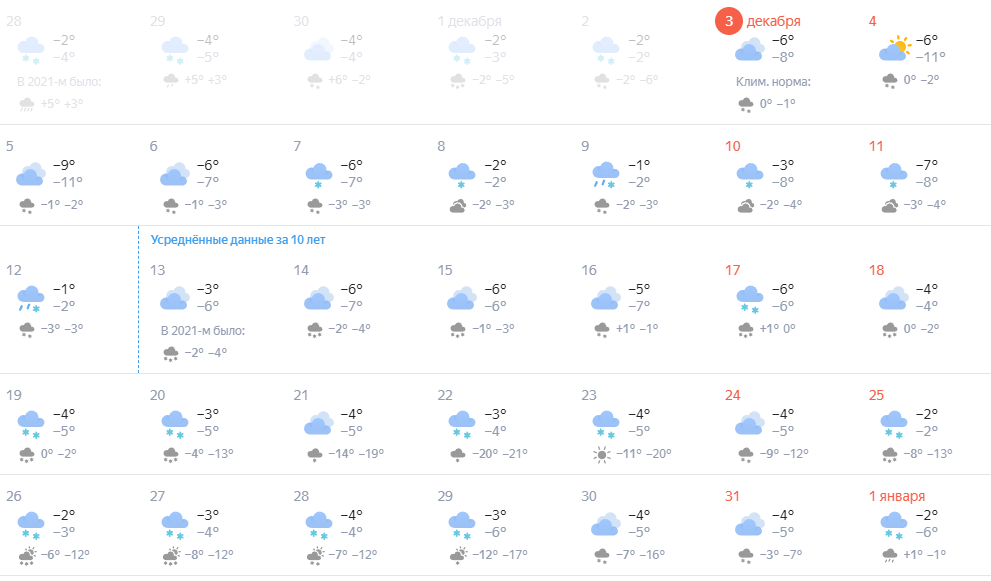 28 29 30 1 декабря 2 3 декабря 4
−2° −4° −4° −2° −2° −6° −6°
−4° −5° −4° −3° −2° −8° −11°
В 2021-м было: +5° +3° +6° −2° −2° −5° −2° −6° Клим. норма: 0° −2°
+5° +3° 0° −1°
5 6 7 8 9 10 11
−9° −6° −6° −2° −1° −3° −7°
−11° −7° −7° −2° −2° −8° −8°
−1° −2° −1° −3° −3° −3° −2° −3° −2° −3° −2° −4° −3° −4°
Усреднённые данные за 10 лет
12 13 14 15 16 17 18
−1° −3° −6° −6° −5° −6° −4°
−2° −6° −7° −6° −7° −6° −4°
−3° −3° В 2021-м было: −2° −4° −1° −3° +1° −1° +1° 0° 0° −2°
−2° −4°
19 20 21 22 23 24 25
−4° −3° −4° −3° −4° −4° −2°
−5° −5° −5° −4° −5° −5° −2°
0° −2° −4° −13° −14° −19° −20° −21° −11° −20° −9° −12° −8° −13°
26 27 28 29 30 31 1 января
−2° −3° −4° −3° −4° −4° −2°
−3° −4° −4° −6° −5° −5° −6°
−6° −12° −8° −12° −7° −12° −12° −17° −7° −16° −3° −7° +1° −1°